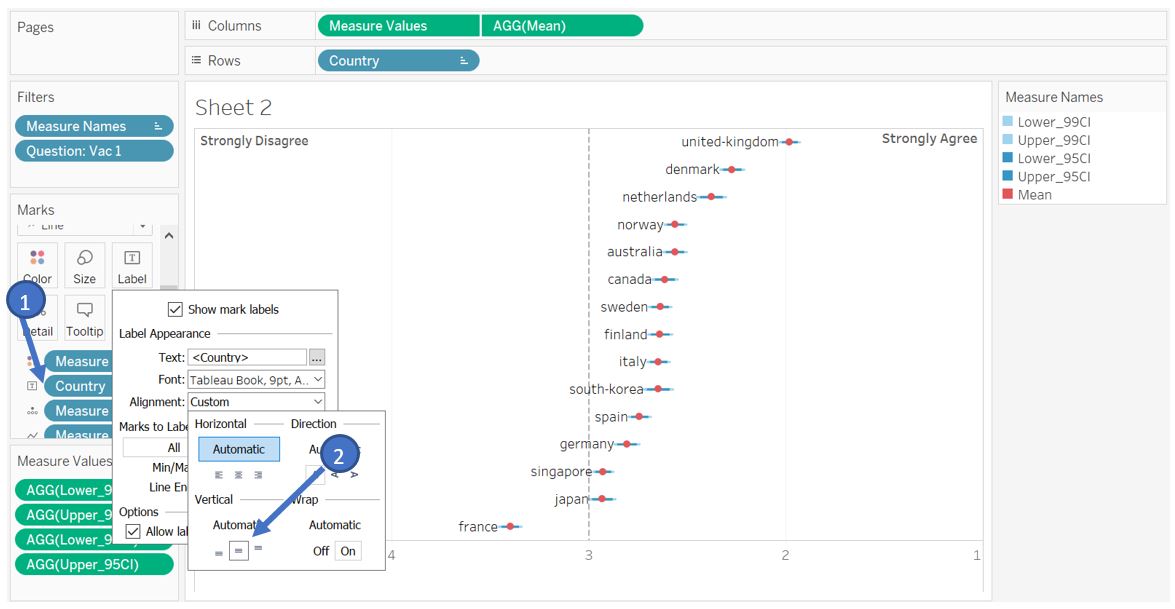 Pages
Columns
Measure Values
AGG(Mean)
Rows
Country
Filters
Measure Names
Question: Vac 1
Marks
Line
Color
Size
Label
1
Detail
Tooltip
Measure
Country
Measure
Measure
Measure Values
AGG(Lower_9
AGG(Upper_9
AGG(Lower_9
AGG(Upper_95CI)
Show mark labels
Label Appearance
Text: <Country> ...
Font: Tableau Book, 9pt, A..
Alignment: Custom
Marks to Labe
All
Min/Ma
Line En
Options
Allow lab
Horizontal
Direction
Automatic
Au
2
A
A
Vertical
Wrap
Automatic
Automatic
Off
On
Sheet 2
Strongly Disagree
Strongly Agree
united-kingdom
denmark
netherlands
norway
australia
canada
sweden
finland
italy
south-korea
spain
germany
singapore
japan
france
4
3
2
1
Measure Names
Lower_99CI
Upper_99CI
Lower_95CI
Upper_95CI
Mean